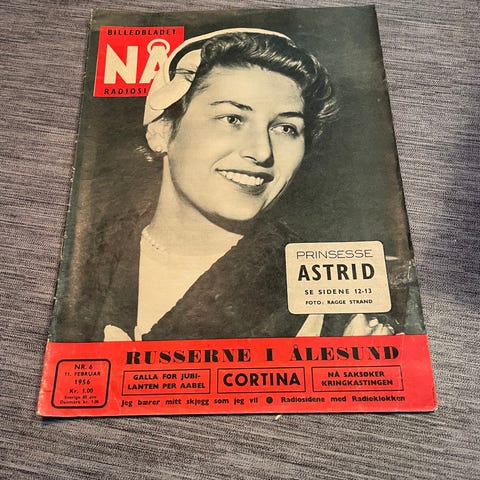 BILLEDBLADET
NÅ
PRINSESSE
ASTRID
SE SIDENE 12-13
FOTO: RAGGE STRAND
RUSSERNE I ÅLESUND
NR. 6
11. FEBRUAR
1956
Kr. 1.00
GALLA FOR JUBI-
LANTEN PER AABEL
CORTINA
NÅ SAKSØKER
KRINGKASTINGEN
Jeg bærer mitt skjegg som jeg vil ● Radiosidene med Radioklokken